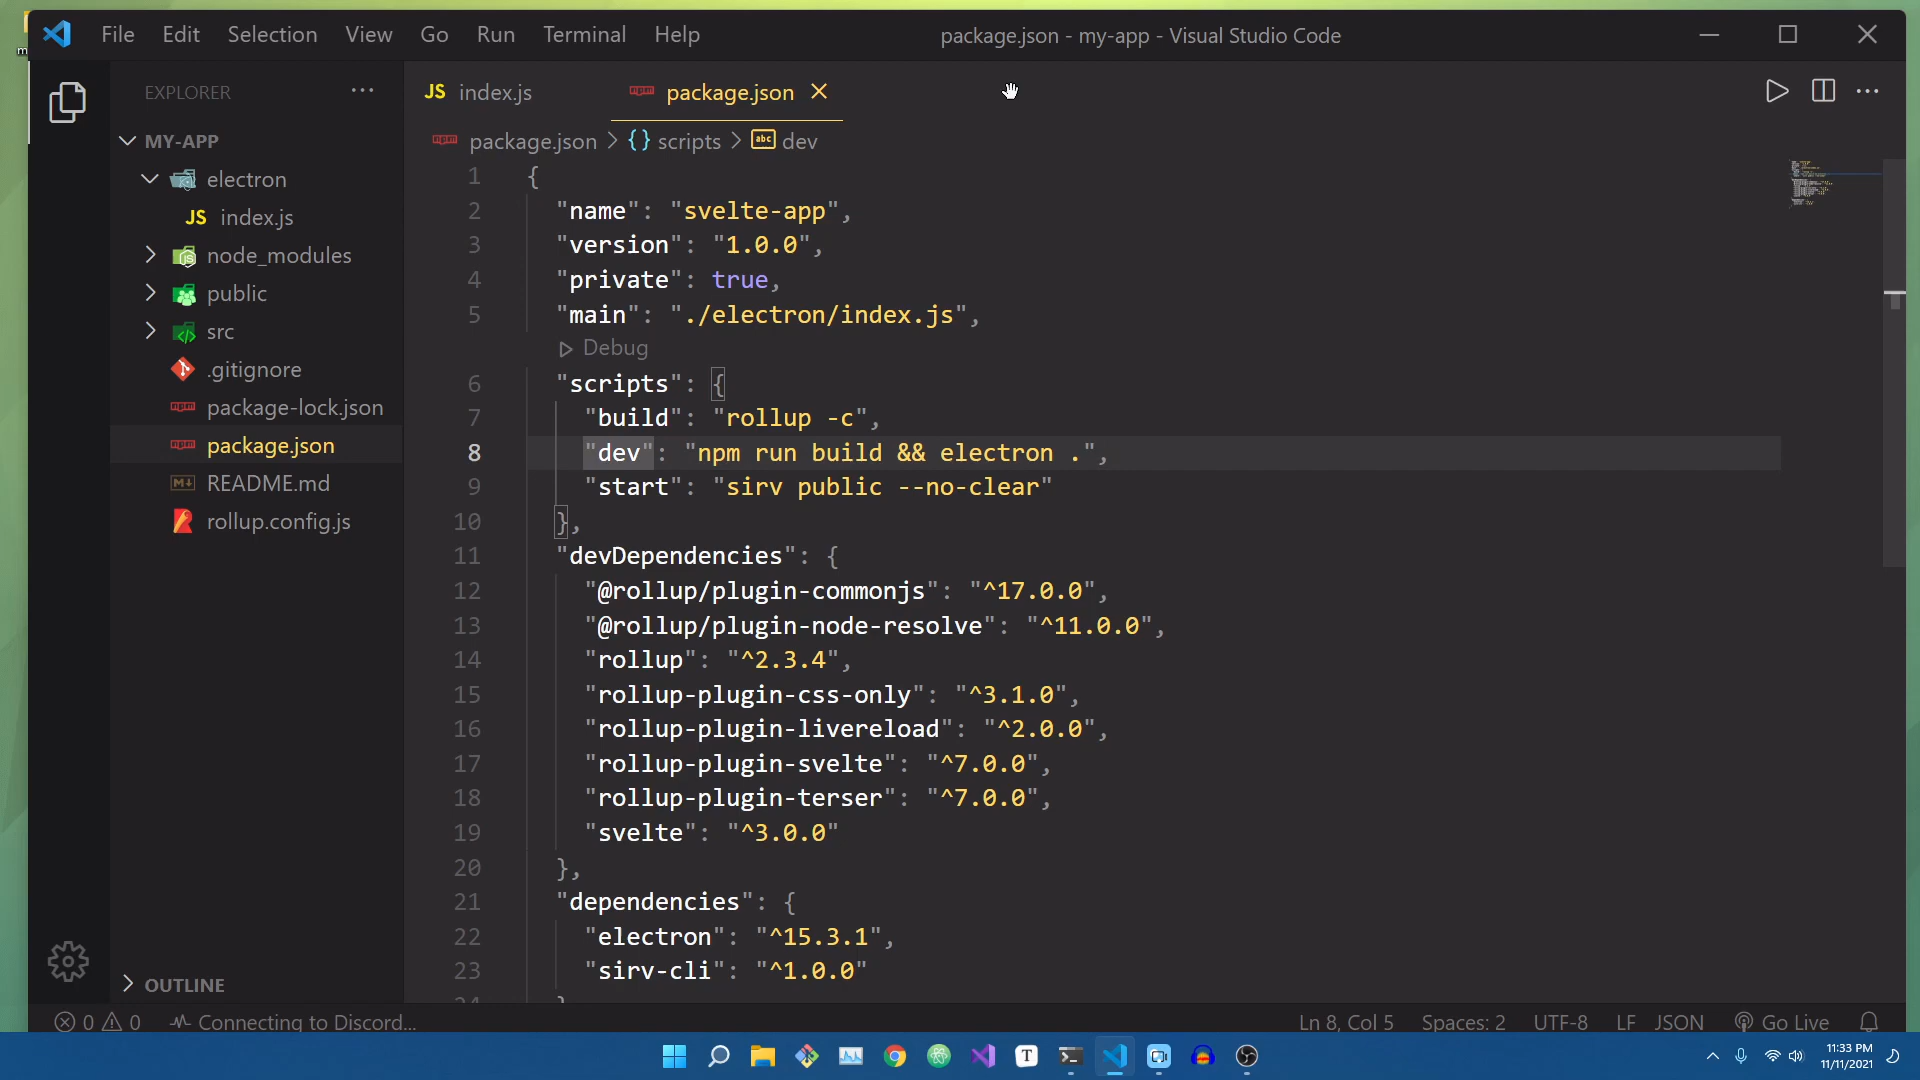 File Edit Selection View Go Run Terminal Help
package.json - my-app - Visual Studio Code
EXPLORER
MY-APP
electron
JS index.js
node_modules
public
src
.gitignore
package-lock.json
package.json
README.md
rollup.config.js
OUTLINE
JS index.js
package.json
package.json > {} scripts > abc dev
1 {
2 "name": "svelte-app",
3 "version": "1.0.0",
4 "private": true,
5 "main": "./electron/index.js",
Debug
6 "scripts": {
7 "build": "rollup -c",
8 "dev": "npm run build && electron .",
9 "start": "sirv public --no-clear"
10 },
11 "devDependencies": {
12 "@rollup/plugin-commonjs": "^17.0.0",
13 "@rollup/plugin-node-resolve": "^11.0.0",
14 "rollup": "^2.3.4",
15 "rollup-plugin-css-only": "^3.1.0",
16 "rollup-plugin-livereload": "^2.0.0",
17 "rollup-plugin-svelte": "^7.0.0",
18 "rollup-plugin-terser": "^7.0.0",
19 "svelte": "^3.0.0"
20 },
21 "dependencies": {
22 "electron": "^15.3.1",
23 "sirv-cli": "^1.0.0"
24 }
0 0 Connecting to Discord...
Ln 8, Col 5 Spaces: 2 UTF-8 LF JSON Go Live
T
11:33 PM
11/11/2021